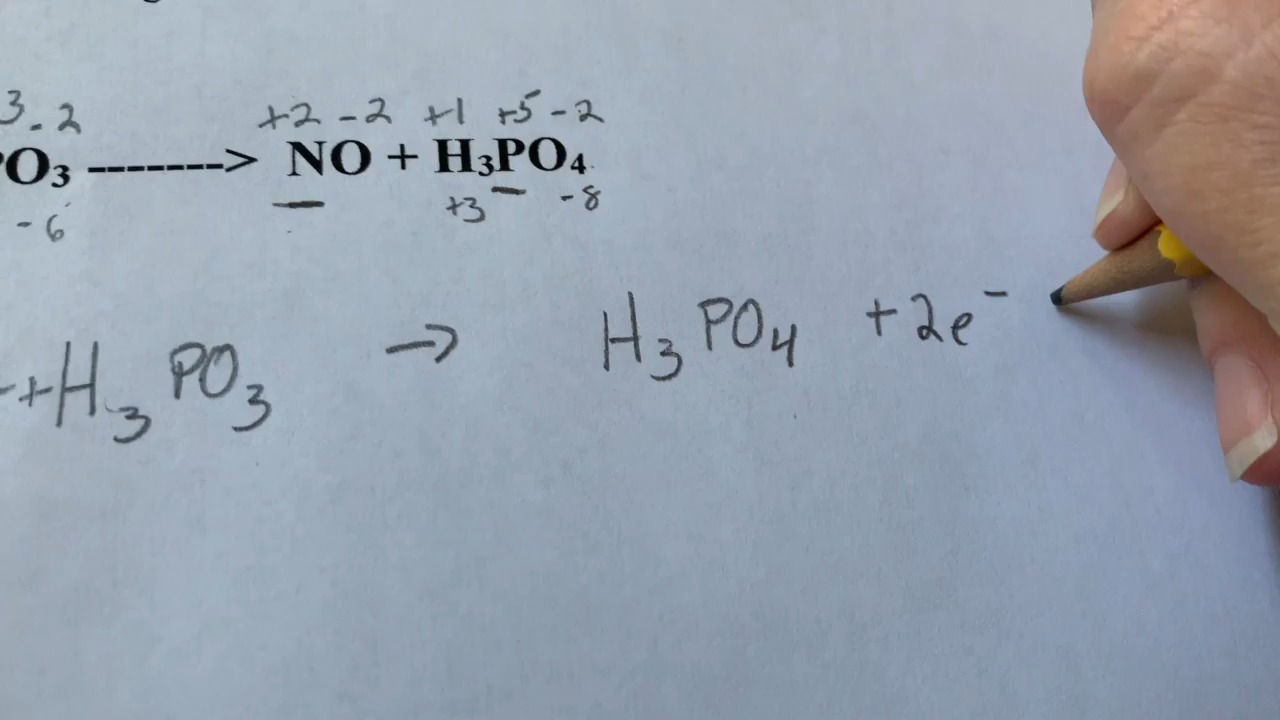 3 -2 +2 -2 +1 +5 -2
O3 -------> NO + H3PO4
-6 +3 -8
+H3PO3 → H3PO4 +2e-